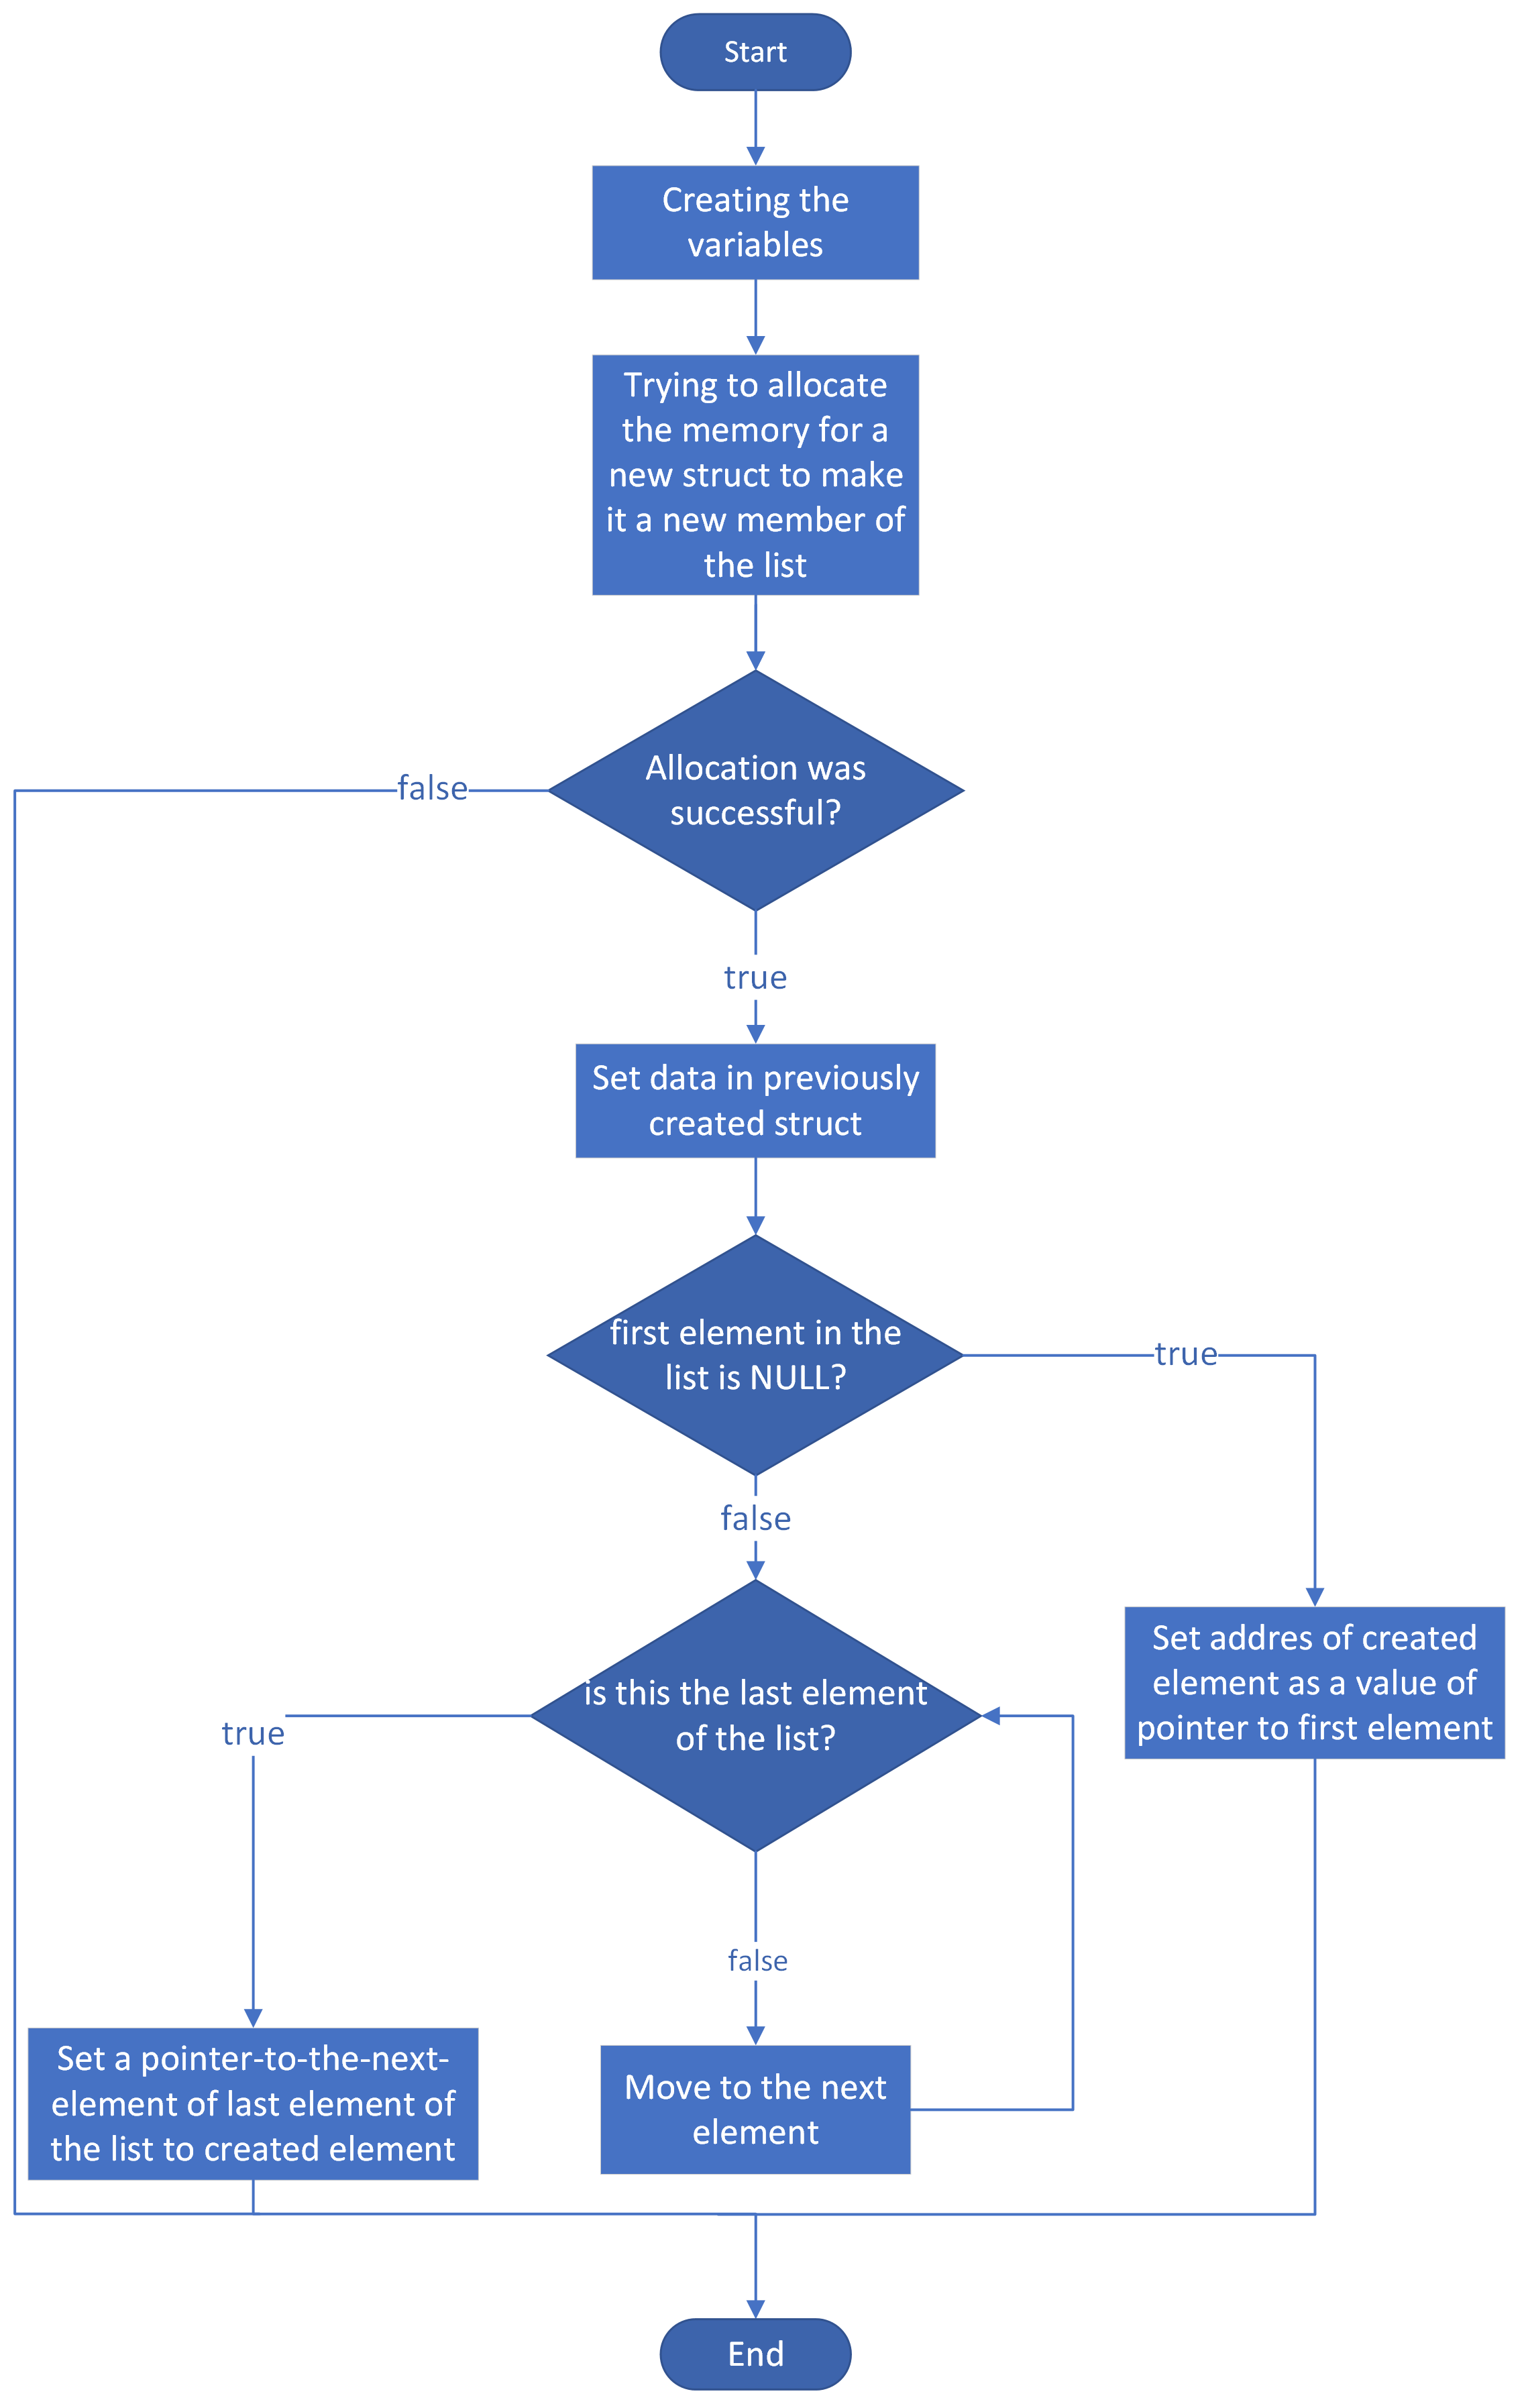 Start
Creating the
variables
Trying to allocate
the memory for a
new struct to make
it a new member of
the list
Allocation was
successful?
false
true
Set data in previously
created struct
first element in the
list is NULL?
true
false
Set addres of created
element as a value of
pointer to first element
is this the last element
of the list?
true
false
Set a pointer-to-the-next-
element of last element of
the list to created element
Move to the next
element
End